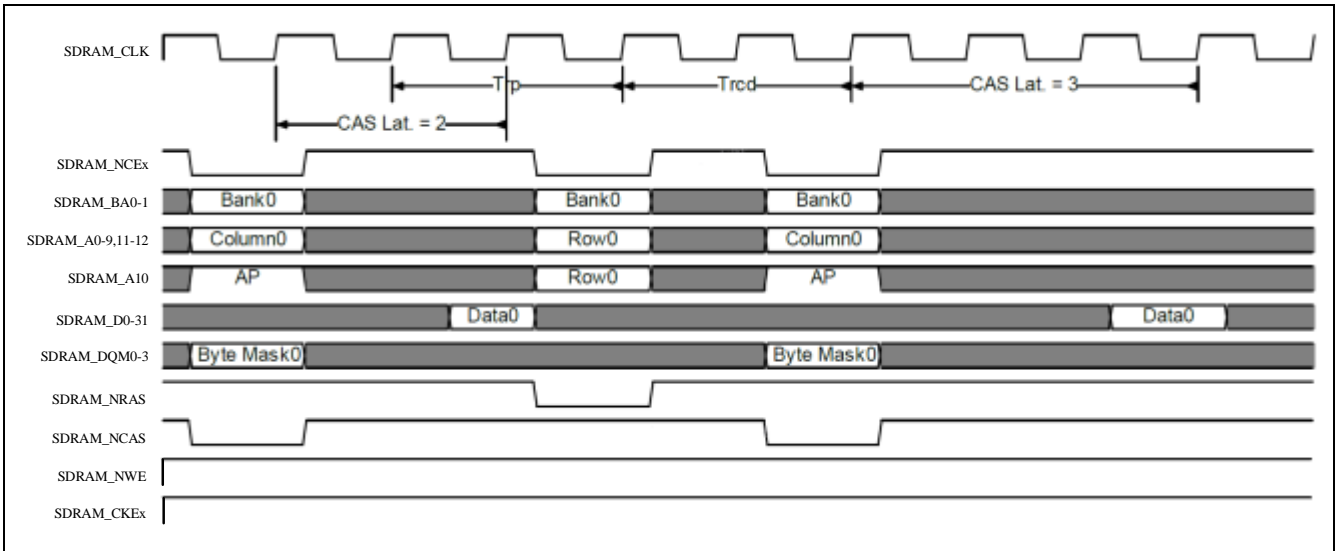 SDRAM_CLK
Trp
Trcd
CAS Lat. = 3
CAS Lat. = 2
SDRAM_NCEx
SDRAM_BA0-1
Bank0
Bank0
Bank0
SDRAM_A0-9,11-12
Column0
Row0
Column0
SDRAM_A10
AP
Row0
AP
SDRAM_D0-31
Data0
Data0
SDRAM_DQM0-3
Byte Mask0
Byte Mask0
SDRAM_NRAS
SDRAM_NCAS
SDRAM_NWE
SDRAM_CKEx